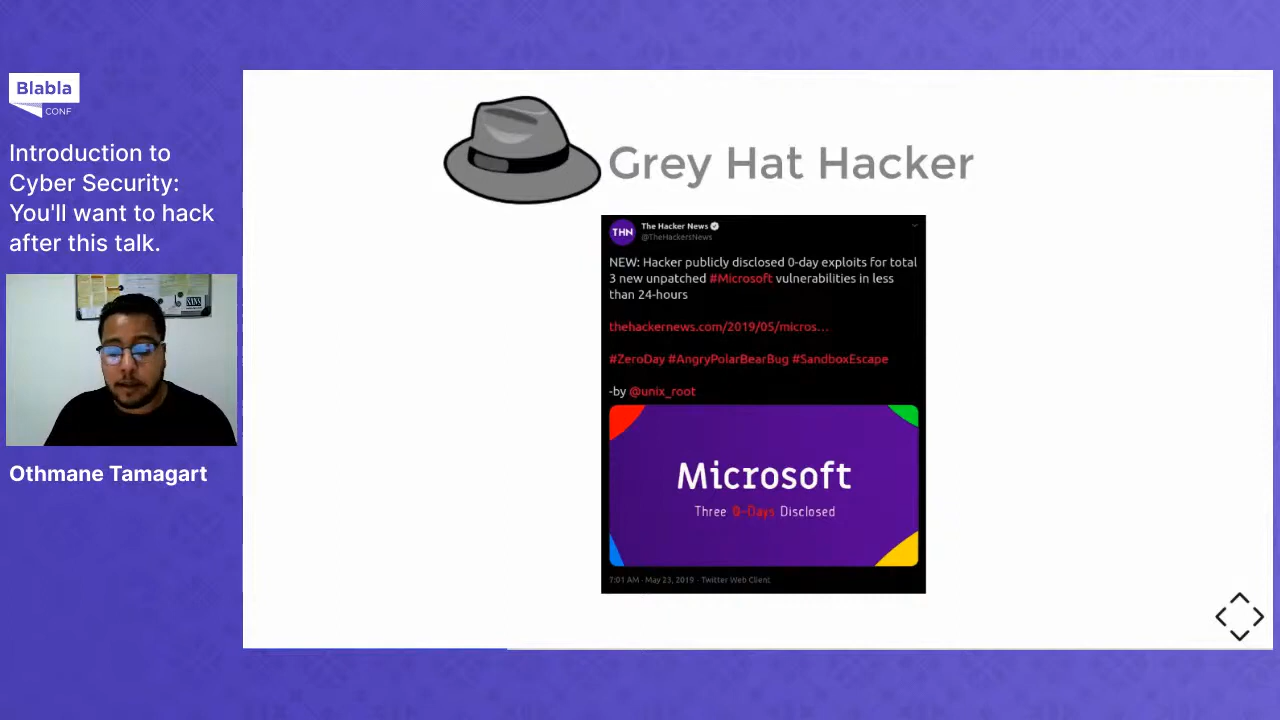 Blabla
CONF
Introduction to
Cyber Security:
You'll want to hack
after this talk.
Othmane Tamagart
Grey Hat Hacker
THN
The Hacker News
@TheHackersNews
NEW: Hacker publicly disclosed 0-day exploits for total
3 new unpatched #Microsoft vulnerabilities in less
than 24-hours
thehackernews.com/2019/05/micros…
#ZeroDay #AngryPolarBearBug #SandboxEscape
-by @unix_root
Microsoft
Three 0-Days Disclosed
7:01 AM · May 23, 2019 · Twitter Web Client